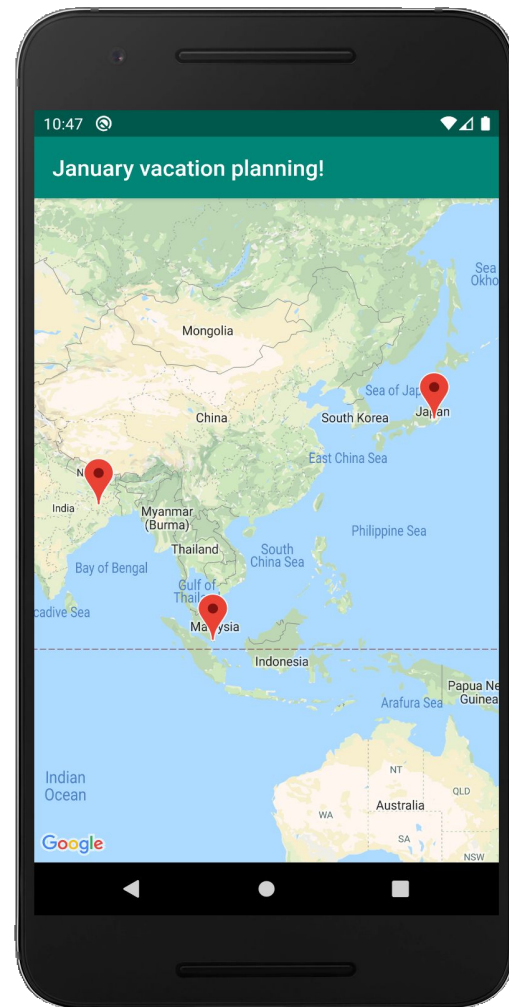 10:47
January vacation planning!
Sea
Okho
Mongolia
Sea of Jap
Japan
China
South Korea
East China Sea
N
India
Myanmar
(Burma)
Philippine Sea
Thailand
South
China Sea
Bay of Bengal
Gulf of
Thail
cadive Sea
Ma ysia
Indonesia
Papua Ne
Guinea
Arafura Sea
Indian
Ocean
NT
QLD
Australia
WA
SA
NSW
Google